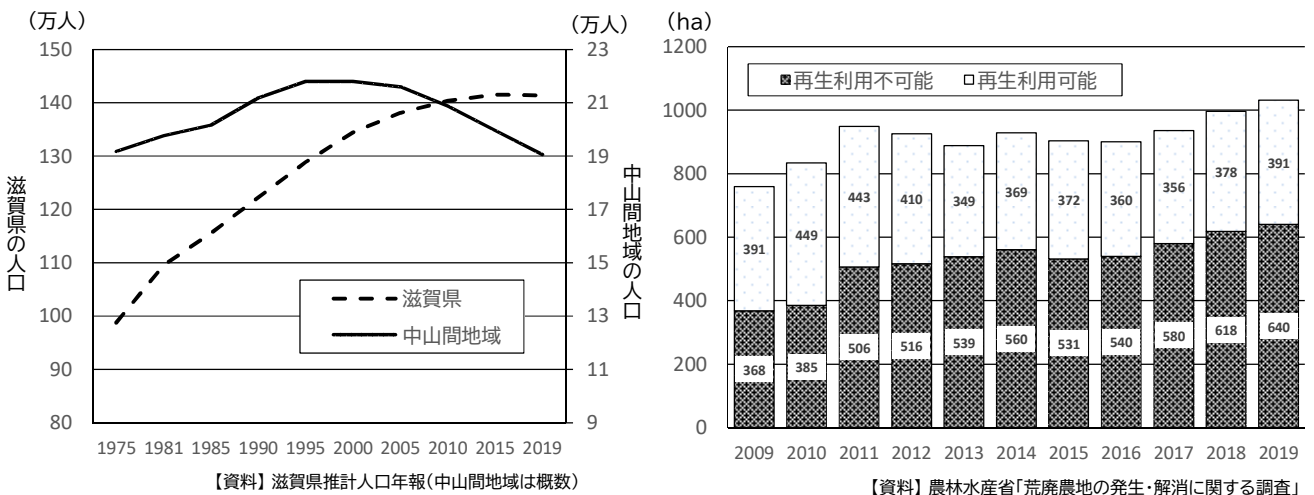 (万人)
(万人)
150
140
130
120
110
100
90
80
23
21
19
17
15
13
11
9
滋賀県の人口
中山間地域の人口
滋賀県
中山間地域
1975 1981 1985 1990 1995 2000 2005 2010 2015 2019
【資料】滋賀県推計人口年報(中山間地域は概数)
(ha)
1200
1000
800
600
400
200
0
再生利用不可能 再生利用可能
391 449 443 410 349 369 372 360 356 378 391
368 385 506 516 539 560 531 540 580 618 640
2009 2010 2011 2012 2013 2014 2015 2016 2017 2018 2019
【資料】農林水産省「荒廃農地の発生・解消に関する調査」